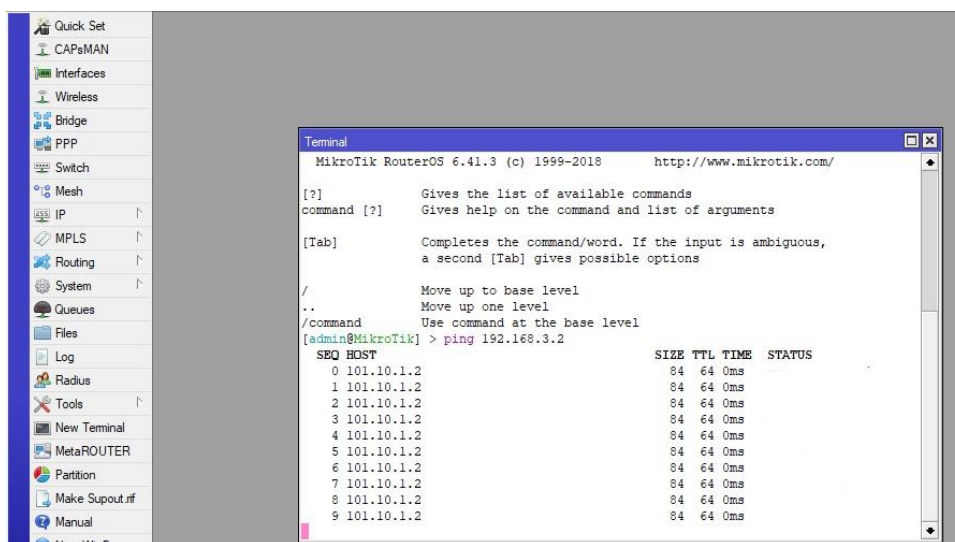 Quick Set
CAPsMAN
Interfaces
Wireless
Bridge
PPP
Switch
Mesh
IP
MPLS
Routing
System
Queues
Files
Log
Radius
Tools
New Terminal
MetaROUTER
Partition
Make Supout.rif
Manual
Terminal
MikroTik RouterOS 6.41.3 (c) 1999-2018 http://www.mikrotik.com/
[?] Gives the list of available commands
command [?] Gives help on the command and list of arguments
[Tab] Completes the command/word. If the input is ambiguous,
a second [Tab] gives possible options
/ Move up to base level
.. Move up one level
/command Use command at the base level
[admin@MikroTik] > ping 192.168.3.2
SEQ HOST SIZE TTL TIME STATUS
0 101.10.1.2 84 64 0ms
1 101.10.1.2 84 64 0ms
2 101.10.1.2 84 64 0ms
3 101.10.1.2 84 64 0ms
4 101.10.1.2 84 64 0ms
5 101.10.1.2 84 64 0ms
6 101.10.1.2 84 64 0ms
7 101.10.1.2 84 64 0ms
8 101.10.1.2 84 64 0ms
9 101.10.1.2 84 64 0ms